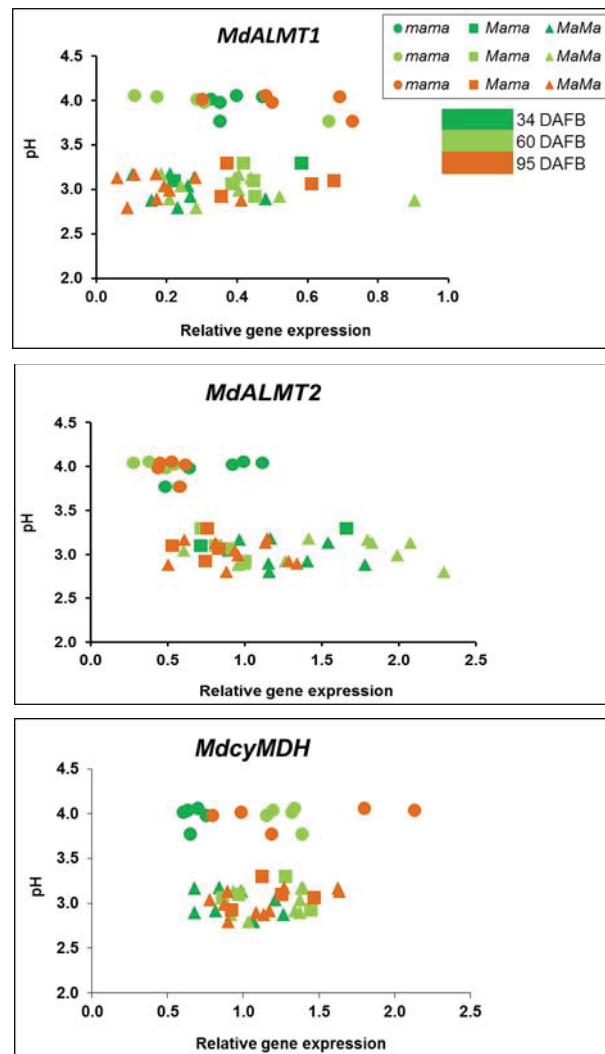 MdALMT1
mama Mama MaMa
mama Mama MaMa
mama Mama MaMa
34 DAFB
60 DAFB
95 DAFB
4.5
4.0
3.5
pH
3.0
2.5
2.0
0.0 0.2 0.4 0.6 0.8 1.0
Relative gene expression
MdALMT2
4.5
4.0
3.5
pH
3.0
2.5
2.0
0.0 0.5 1.0 1.5 2.0 2.5
Relative gene expression
MdcyMDH
4.5
4.0
3.5
pH
3.0
2.5
2.0
0.0 0.5 1.0 1.5 2.0 2.5
Relative gene expression